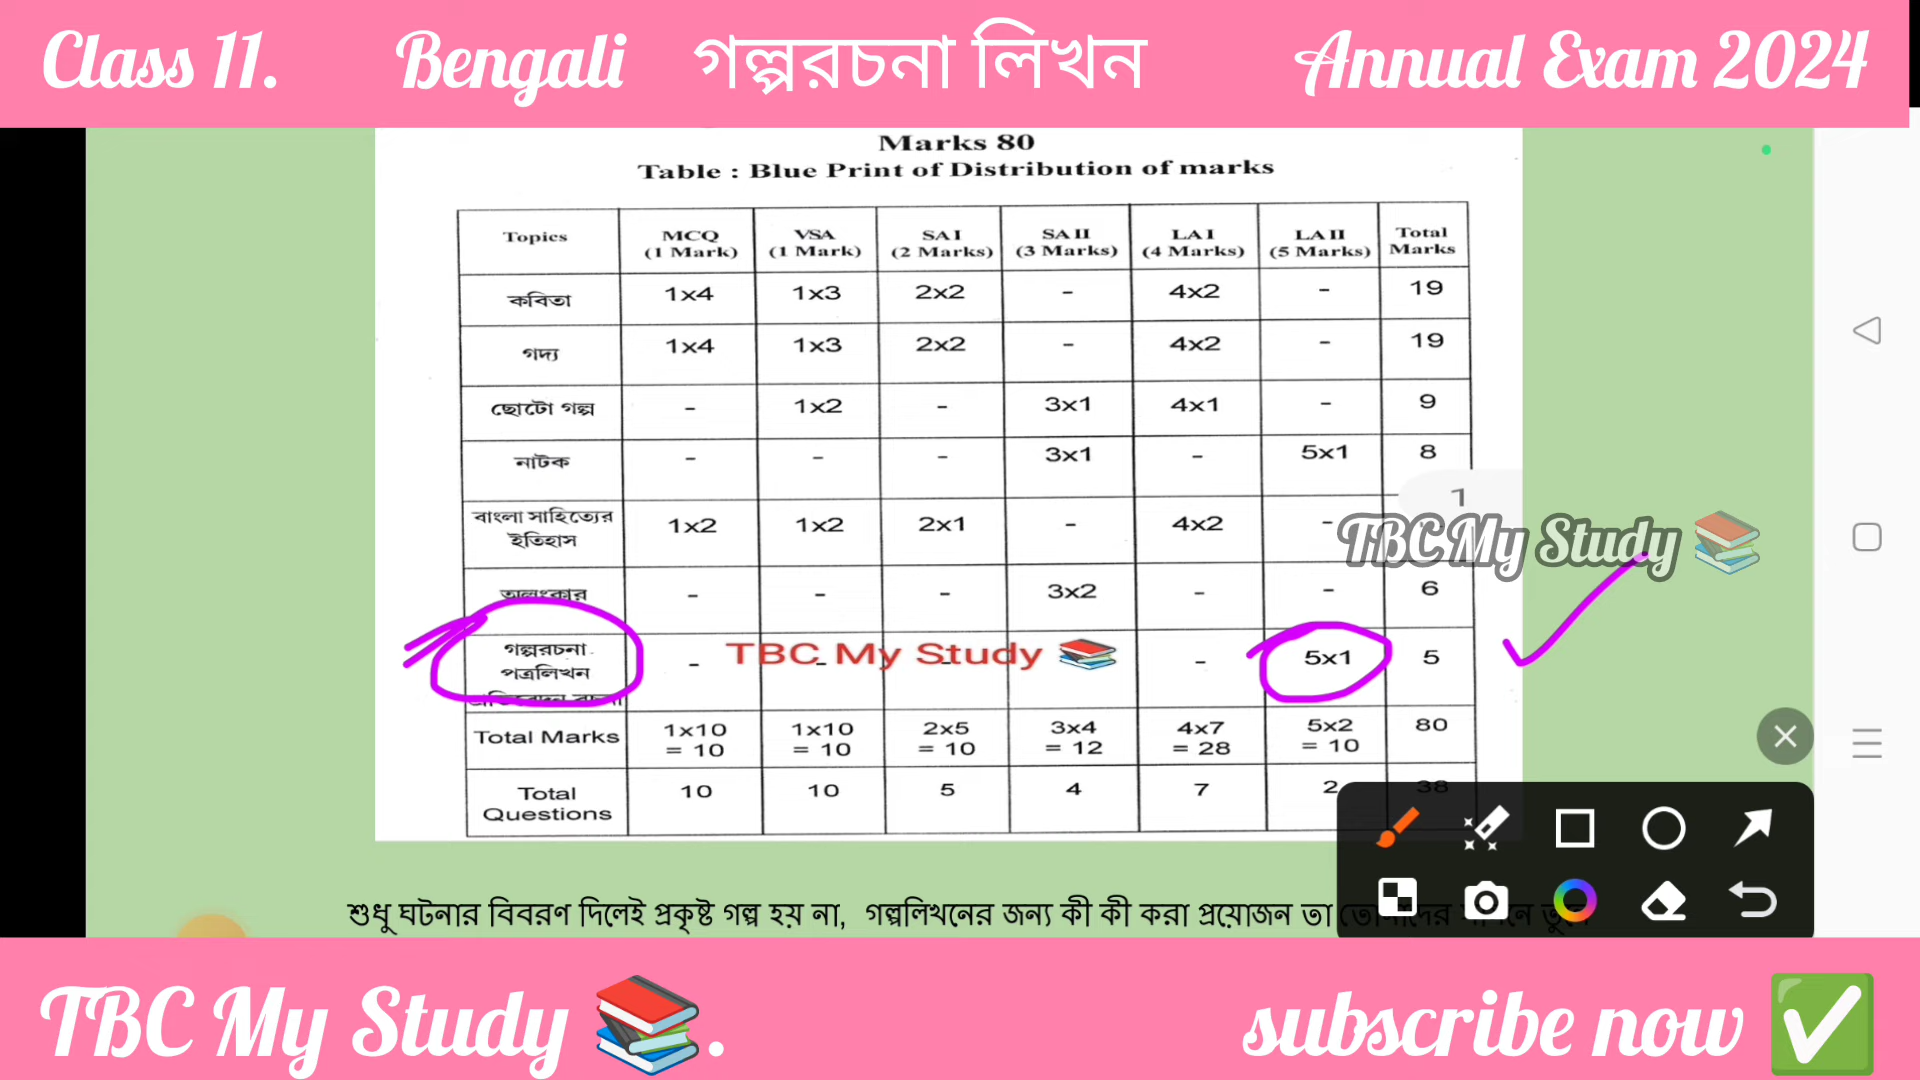 Class 11. Bengali গল্পরচনা লিখন Annual Exam 2024
Marks 80
Table : Blue Print of Distribution of marks
Topics MCQ (1 Mark) VSA (1 Mark) SA I (2 Marks) SA II (3 Marks) LA I (4 Marks) LA II (5 Marks) Total Marks
কবিতা 1x4 1x3 2x2 - 4x2 - 19
গদ্য 1x4 1x3 2x2 - 4x2 - 19
ছোটো গল্প - 1x2 - 3x1 4x1 - 9
নাটক - - - 3x1 - 5x1 8
1
বাংলা সাহিত্যের ইতিহাস 1x2 1x2 2x1 - 4x2 -
TBC My Study
অলংকার - - - 3x2 - - 6
গল্পরচনা পত্রলিখন - - - - 5x1 5
TBC My Study
Total Marks 1x10 = 10 1x10 = 10 2x5 = 10 3x4 = 12 4x7 = 28 5x2 = 10 80
Total Questions 10 10 5 4 7 2 38
শুধু ঘটনার বিবরণ দিলেই প্রকৃষ্ট গল্প হয় না, গল্পলিখনের জন্য কী কী করা প্রয়োজন তা
TBC My Study . subscribe now